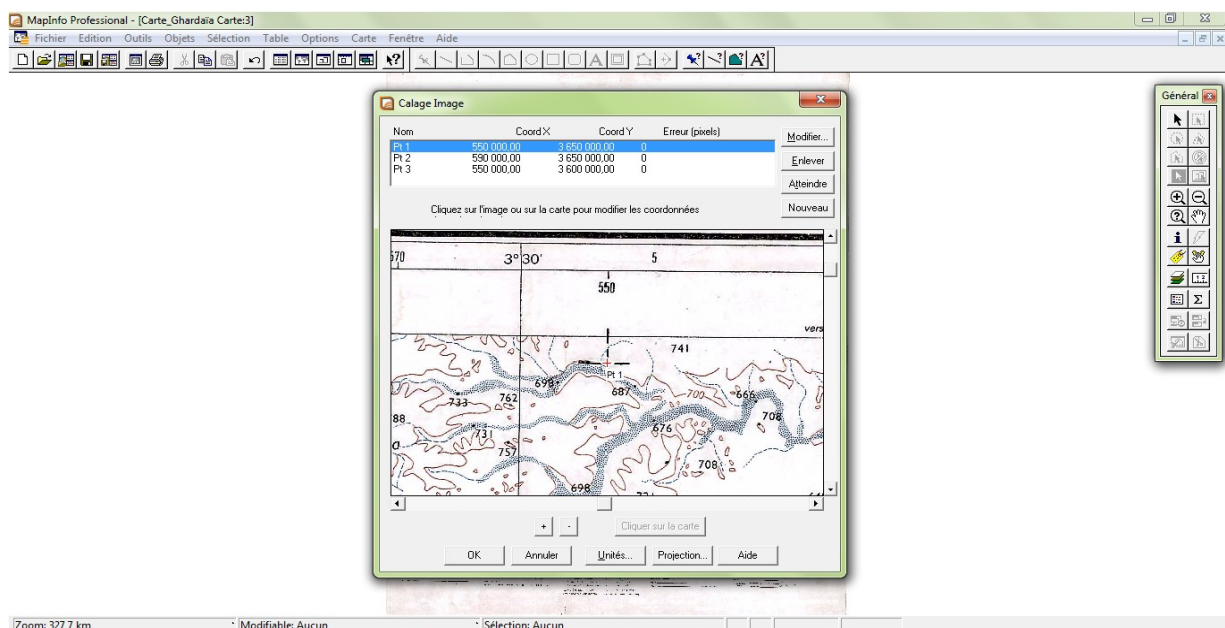 MapInfo Professional - [Carte_Ghardaïa Carte:3]
Fichier Edition Outils Objets Sélection Table Options Carte Fenêtre Aide
Général
Calage Image
Nom Coord X Coord Y Erreur (pixels)
Pt 1 550 000,00 3 650 000,00 0
Pt 2 590 000,00 3 650 000,00 0
Pt 3 550 000,00 3 600 000,00 0
Modifier...
Enlever
Atteindre
Nouveau
Cliquez sur l'image ou sur la carte pour modifier les coordonnées
570 3° 30' 5
550
vers
741
Pt 1
698 687 700 666
733 762 708
88
731 676
a 757 708
698
+ - Cliquer sur la carte
OK Annuler Unités... Projection... Aide
Zoom: 327,7 km Modifiable: Aucun Sélection: Aucun